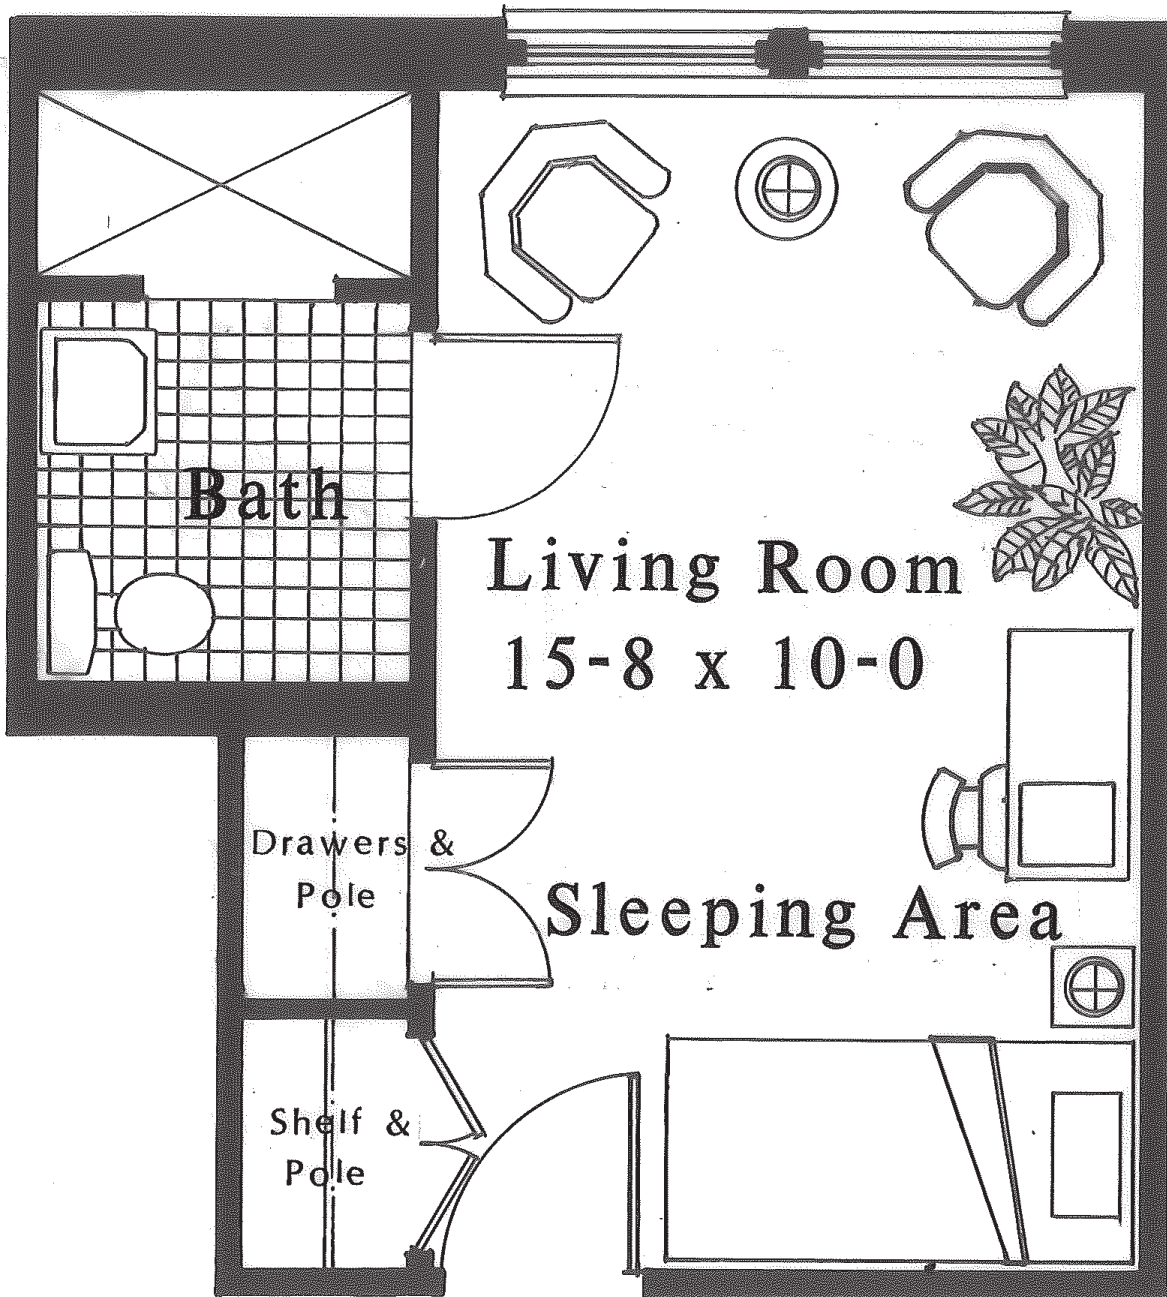 Bath
Living Room
15-8 x 10-0
Drawers &
Pole
Sleeping Area
Shelf &
Pole